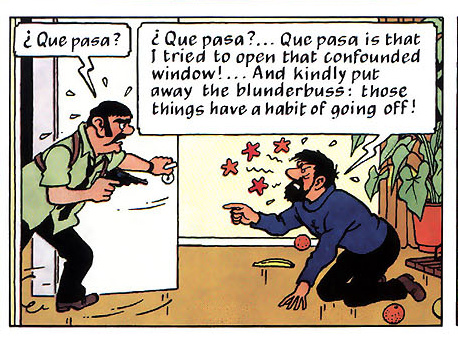 ¿ Que pasa?
¿ Que pasa?... Que pasa is that
I tried to open that confounded
window!... And kindly put
away the blunderbuss: those
things have a habit of going off!